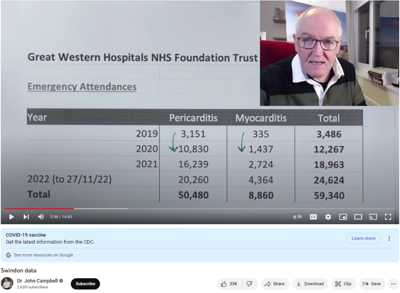 Great Western Hospitals NHS Foundation Trust
Emergency Attendances
Year Pericarditis Myocarditis Total
2019 3,151 335 3,486
2020 10,830 1,437 12,267
2021 16,239 2,724 18,963
2022 (to 27/11/22) 20,260 4,364 24,624
Total 50,480 8,860 59,340
COVID-19 vaccine
Get the latest information from the CDC.
Learn more
See more resources on Google
Swindon data
Dr. John Campbell
Subscribe
33K
Share
Download
Clip
Save